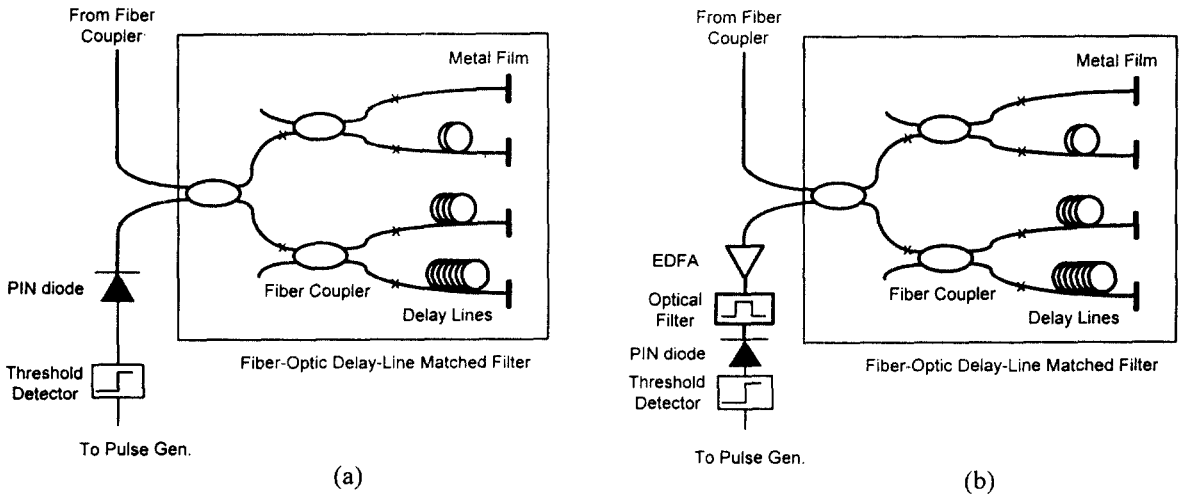 From Fiber
Coupler
Metal Film
PIN diode
Fiber Coupler
Delay Lines
Threshold
Detector
Fiber-Optic Delay-Line Matched Filter
To Pulse Gen.
(a)
From Fiber
Coupler
Metal Film
EDFA
Optical
Filter
Fiber Coupler
Delay Lines
PIN diode
Threshold
Detector
Fiber-Optic Delay-Line Matched Filter
To Pulse Gen.
(b)